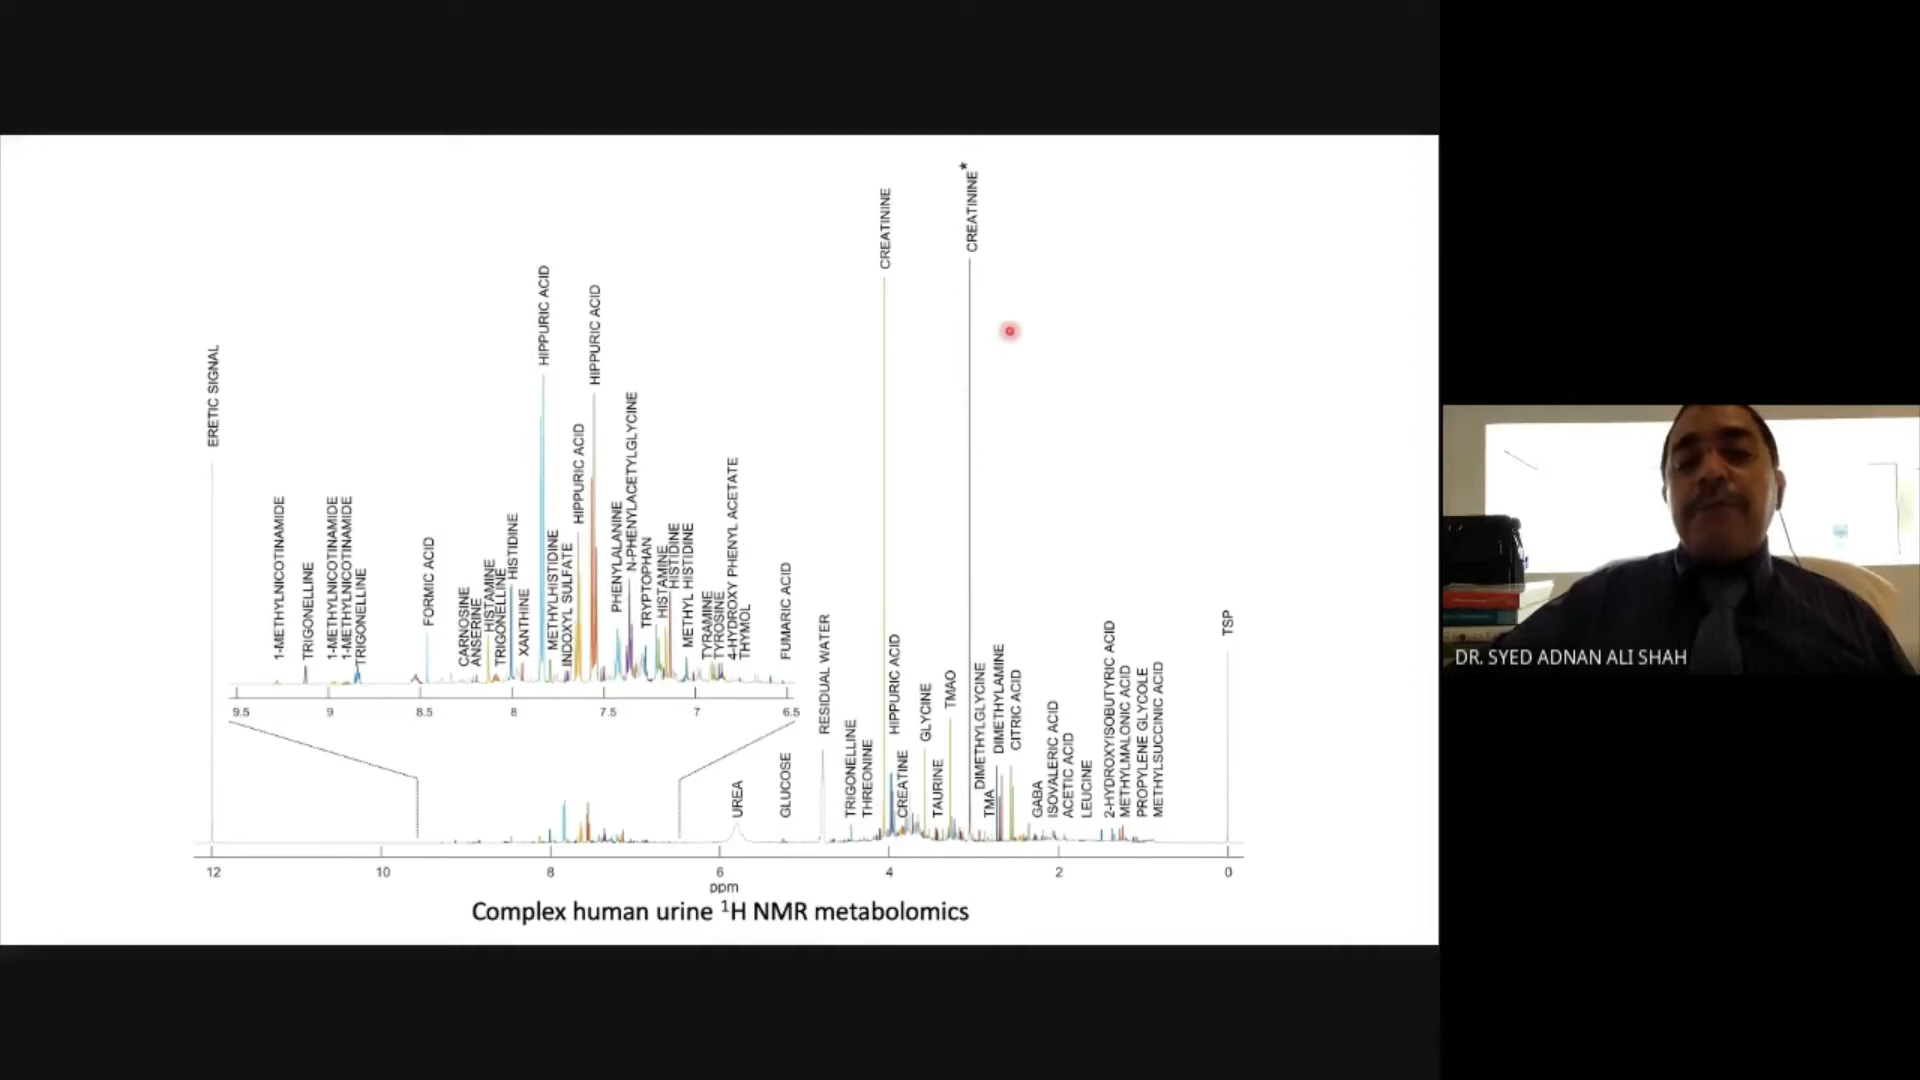 ERETIC SIGNAL
1-METHYLNICOTINAMIDE
TRIGONELLINE
1-METHYLNICOTINAMIDE
1-METHYLNICOTINAMIDE
TRIGONELLINE
FORMIC ACID
CARNOSINE
ANSERINE
HISTAMINE
TRIGONELLINE
HISTIDINE
XANTHINE
HIPPURIC ACID
METHYLHISTIDINE
INDOXYL SULFATE
HIPPURIC ACID
HIPPURIC ACID
PHENYLALANINE
N-PHENYLACETYLGLYCINE
TRYPTOPHAN
HISTAMINE
HISTIDINE
METHYL HISTIDINE
TYRAMINE
TYROSINE
4-HYDROXY PHENYL ACETATE
THYMOL
FUMARIC ACID
9.5 9 8.5 8 7.5 7 6.5
UREA
GLUCOSE
RESIDUAL WATER
TRIGONELLINE
THREONINE
CREATININE
HIPPURIC ACID
CREATINE
GLYCINE
TAURINE
TMAO
CREATININE*
DIMETHYLGLYCINE
TMA
DIMETHYLAMINE
CITRIC ACID
GABA
ISOVALERIC ACID
ACETIC ACID
LEUCINE
2-HYDROXYISOBUTYRIC ACID
METHYLMALONIC ACID
PROPYLENE GLYCOLE
METHYLSUCCINIC ACID
TSP
12 10 8 6 4 2 0
ppm
Complex human urine ¹H NMR metabolomics
DR. SYED ADNAN ALI SHAH